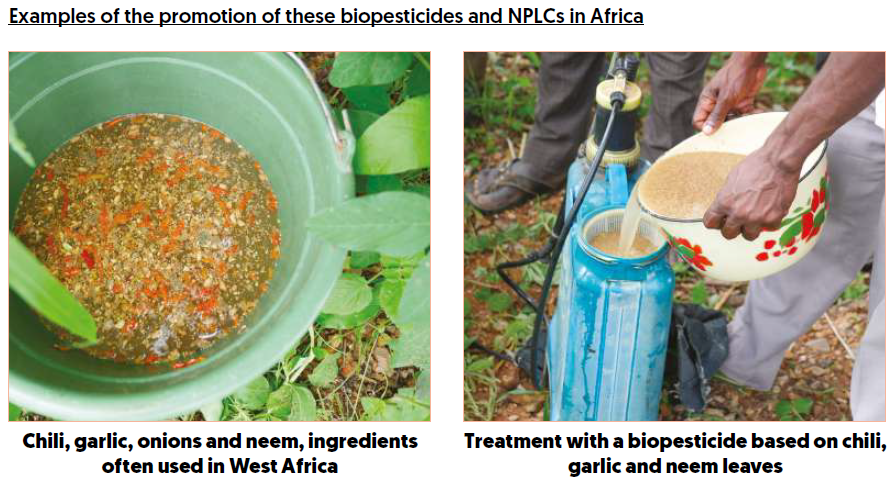 Examples of the promotion of these biopesticides and NPLCs in Africa
Chili, garlic, onions and neem, ingredients
often used in West Africa
Treatment with a biopesticide based on chili,
garlic and neem leaves